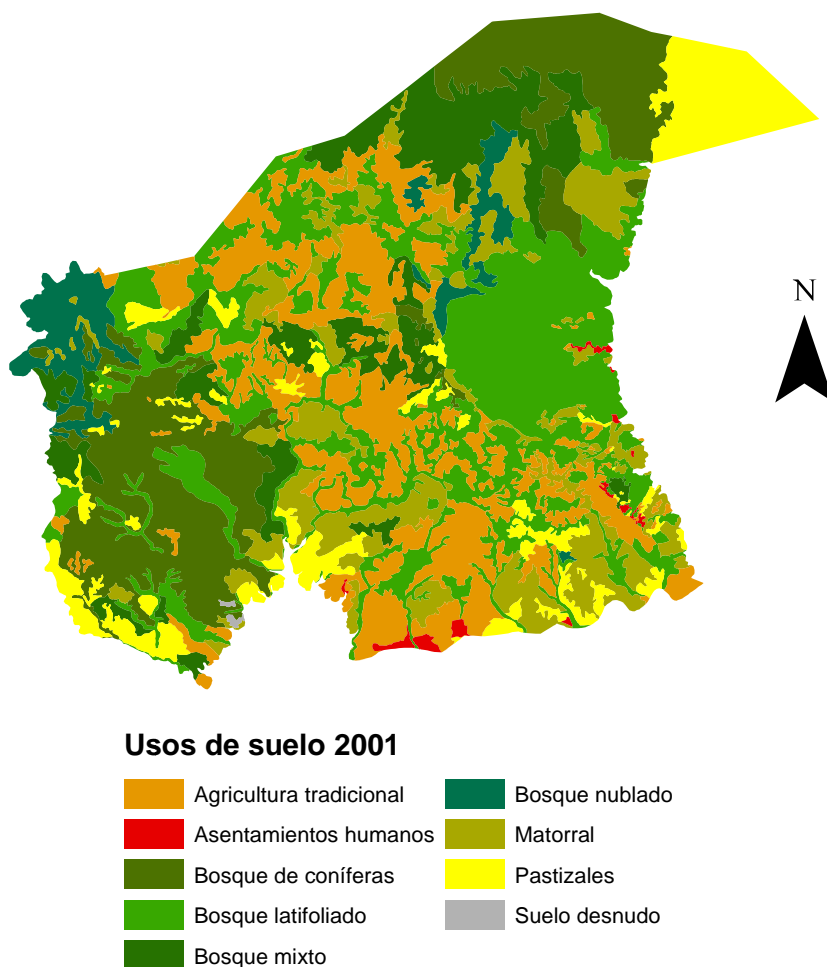 N
Usos de suelo 2001
Agricultura tradicional
Asentamientos humanos
Bosque de coníferas
Bosque latifoliado
Bosque mixto
Bosque nublado
Matorral
Pastizales
Suelo desnudo